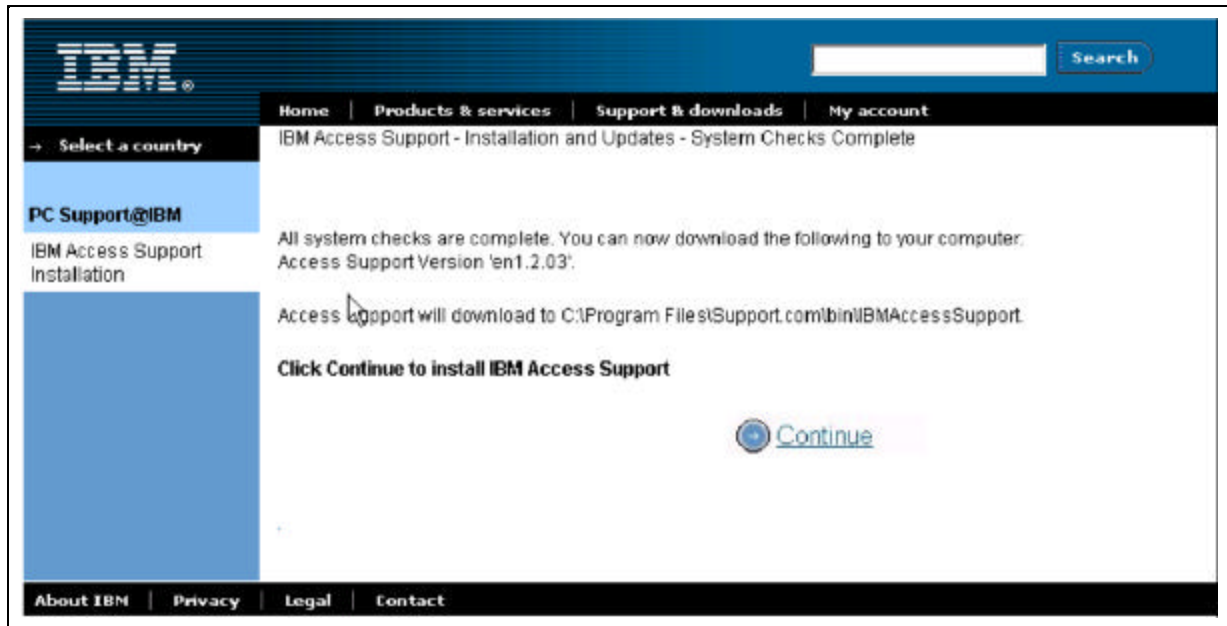 IBM®
Search
Home | Products & services | Support & downloads | My account
→ Select a country
IBM Access Support - Installation and Updates - System Checks Complete
PC Support@IBM
IBM Access Support
Installation
All system checks are complete. You can now download the following to your computer:
Access Support Version 'en1.2.03'.
Access Support will download to C:\Program Files\Support.com\bin\IBMAccessSupport.
Click Continue to install IBM Access Support
Continue
About IBM | Privacy | Legal | Contact